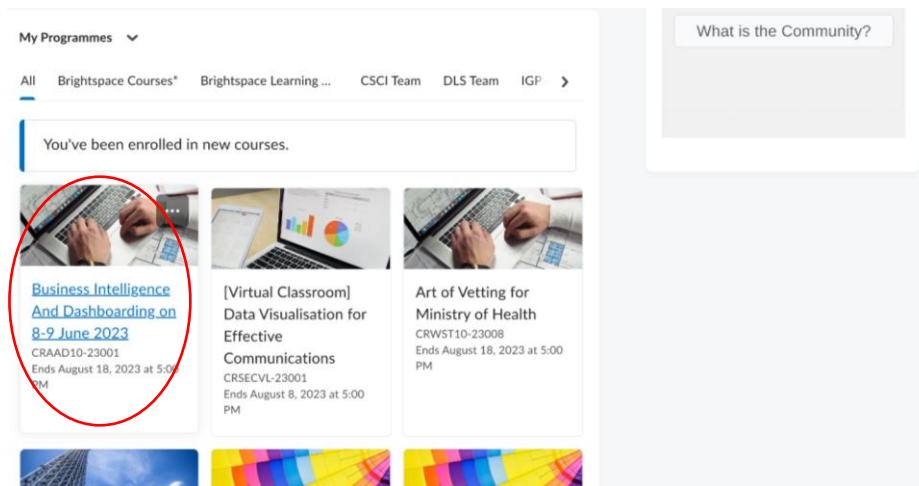 What is the Community?
My Programmes
All Brightspace Courses* Brightspace Learning ... CSCI Team DLS Team IGP
You've been enrolled in new courses.
Business Intelligence
And Dashboarding on
8-9 June 2023
CRAAD10-23001
Ends August 18, 2023 at 5:00
PM
[Virtual Classroom]
Data Visualisation for
Effective
Communications
CRSECVL-23001
Ends August 8, 2023 at 5:00
PM
Art of Vetting for
Ministry of Health
CRWST10-23008
Ends August 18, 2023 at 5:00
PM